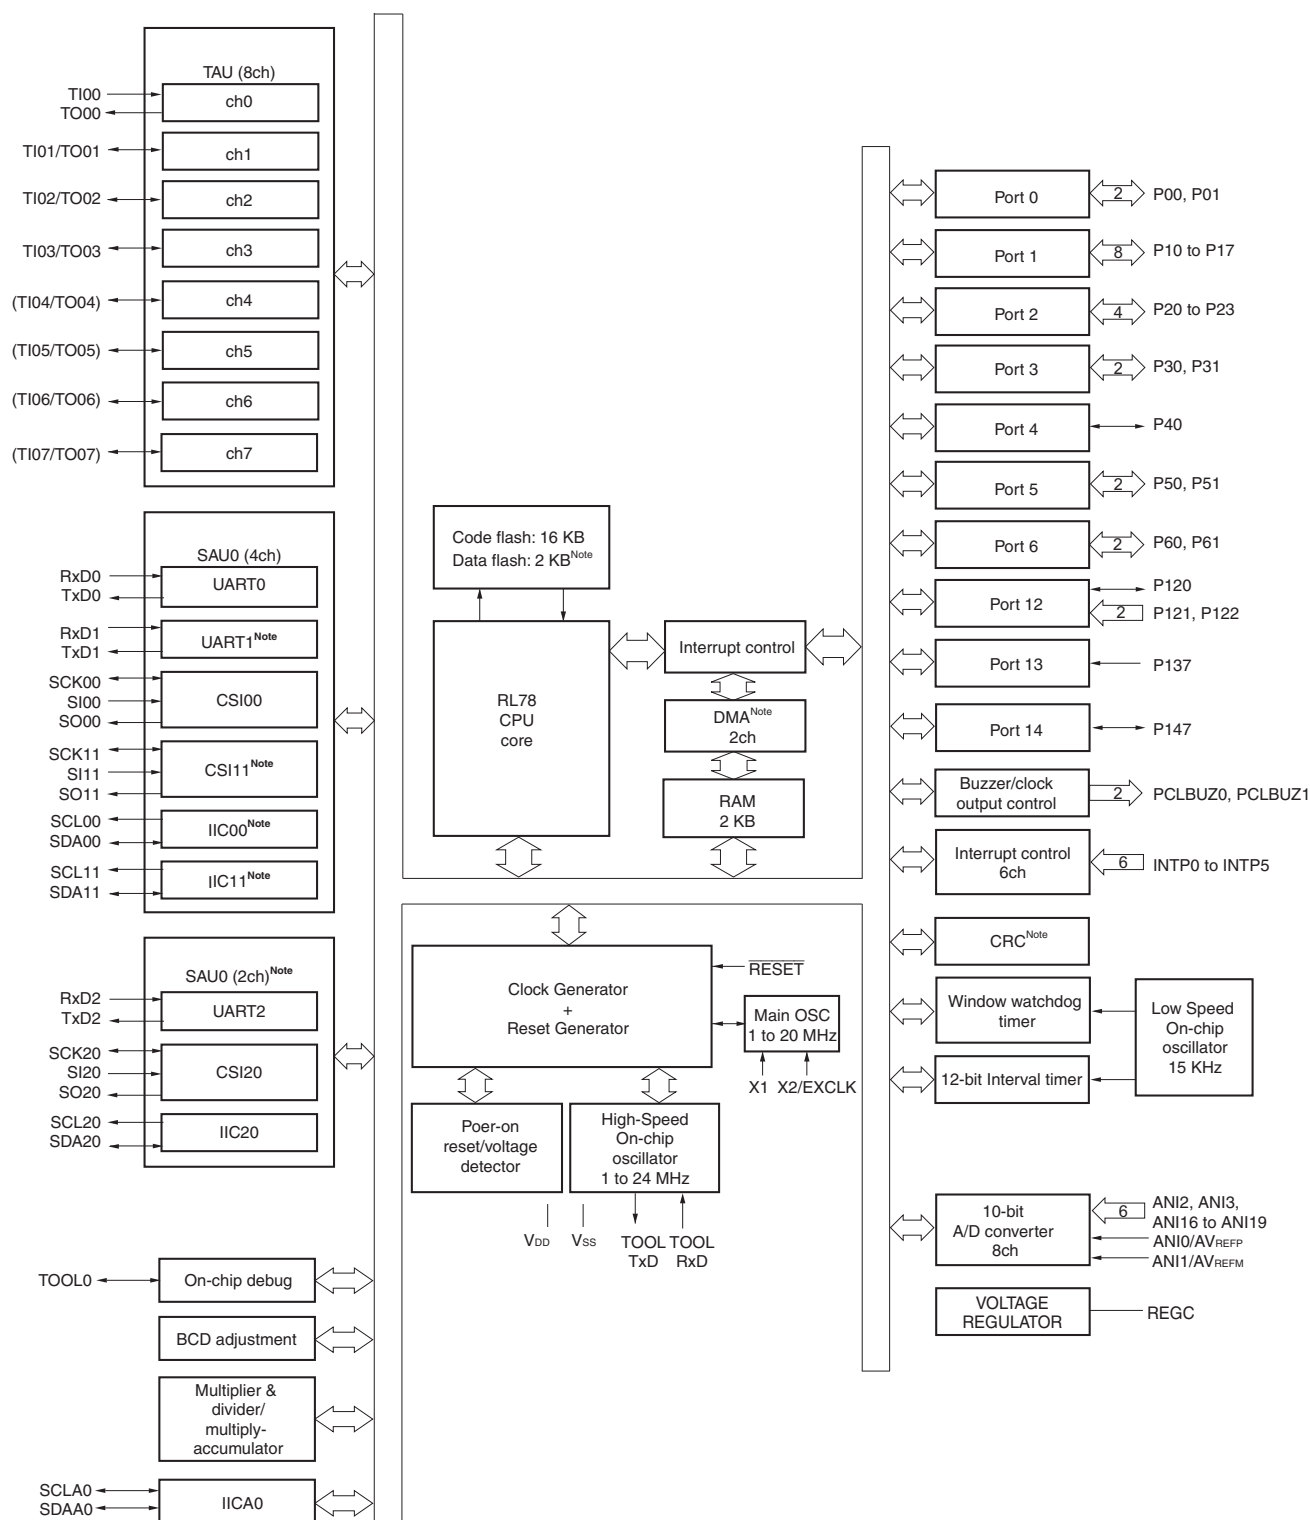 TAU (8ch)
TI00
TO00
ch0
TI01/TO01
ch1
TI02/TO02
ch2
TI03/TO03
ch3
(TI04/TO04)
ch4
(TI05/TO05)
ch5
(TI06/TO06)
ch6
(TI07/TO07)
ch7
SAU0 (4ch)
RxD0
TxD0
UART0
RxD1
TxD1
UART1Note
SCK00
SI00
SO00
CSI00
SCK11
SI11
SO11
CSI11Note
SCL00
SDA00
IIC00Note
SCL11
SDA11
IIC11Note
SAU0 (2ch)Note
RxD2
TxD2
UART2
SCK20
SI20
SO20
CSI20
SCL20
SDA20
IIC20
TOOL0
On-chip debug
BCD adjustment
Multiplier &
divider/
multiply-
accumulator
SCLA0
SDAA0
IICA0
Code flash: 16 KB
Data flash: 2 KBNote
RL78
CPU
core
Interrupt control
DMANote
2ch
RAM
2 KB
Clock Generator
+
Reset Generator
RESET
Main OSC
1 to 20 MHz
X1 X2/EXCLK
Poer-on
reset/voltage
detector
High-Speed
On-chip
oscillator
1 to 24 MHz
VDD
VSS
TOOL
TxD
TOOL
RxD
Port 0
2
P00, P01
Port 1
8
P10 to P17
Port 2
4
P20 to P23
Port 3
2
P30, P31
Port 4
P40
Port 5
2
P50, P51
Port 6
2
P60, P61
Port 12
P120
2
P121, P122
Port 13
P137
Port 14
P147
Buzzer/clock
output control
2
PCLBUZ0, PCLBUZ1
Interrupt control
6ch
6
INTP0 to INTP5
CRCNote
Window watchdog
timer
12-bit Interval timer
Low Speed
On-chip
oscillator
15 KHz
10-bit
A/D converter
8ch
6
ANI2, ANI3,
ANI16 to ANI19
ANI0/AVREFP
ANI1/AVREFM
VOLTAGE
REGULATOR
REGC